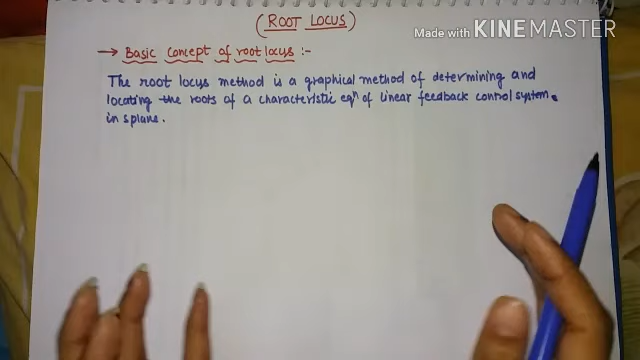 Made with KINEMASTER
(ROOT LOCUS)
→ Basic Concept of root locus :-
The root locus method is a graphical method of determining and
locating the roots of a characteristic eqⁿ of linear feedback control system
in s plane.